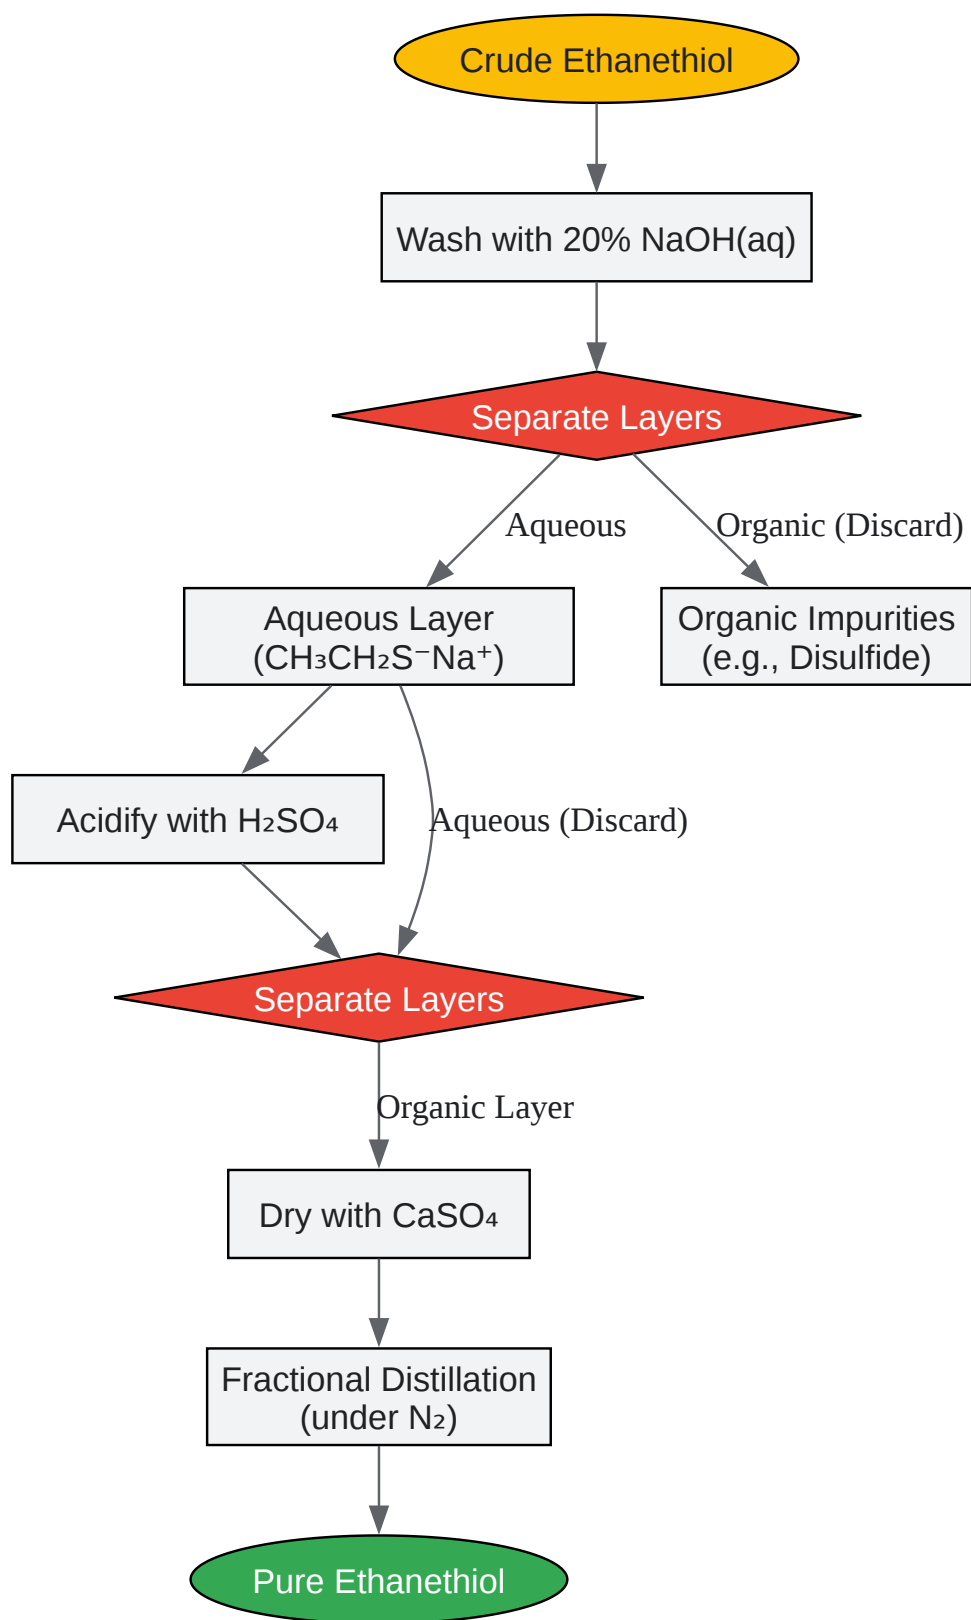 Crude Ethanethiol
Wash with 20% NaOH(aq)
Separate Layers
Aqueous
Organic (Discard)
Aqueous Layer
(CH₃CH₂S⁻Na⁺)
Organic Impurities
(e.g., Disulfide)
Acidify with H₂SO₄
Aqueous (Discard)
Separate Layers
Organic Layer
Dry with CaSO₄
Fractional Distillation
(under N₂)
Pure Ethanethiol